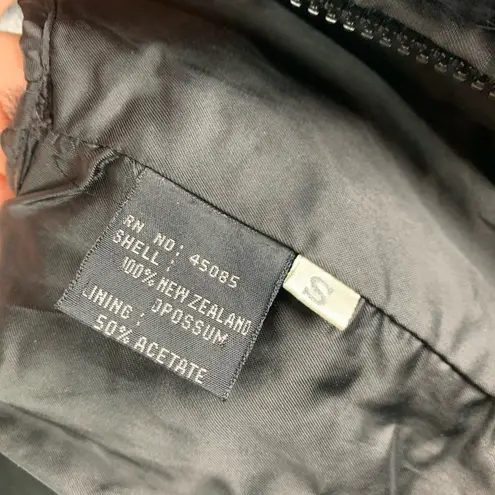 RN NO: 45085
SHELL:
100% NEW ZEALAND
OPOSSUM
LINING:
50% ACETATE
S